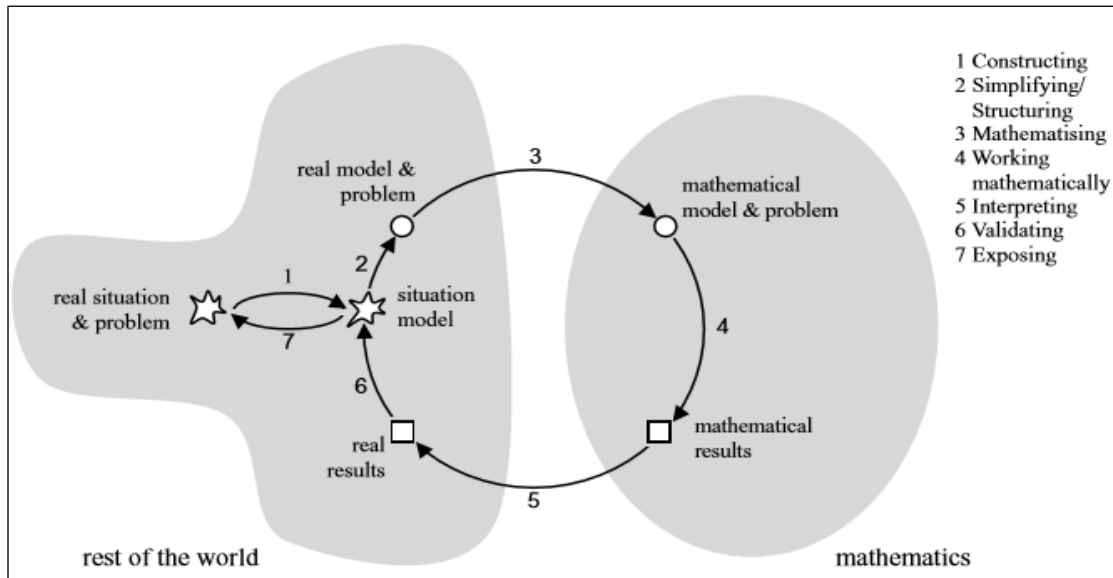 1 Constructing
2 Simplifying/
Structuring
3 Mathematising
4 Working
mathematically
5 Interpreting
6 Validating
7 Exposing
3
real model &
problem
mathematical
model & problem
2
1
real situation
& problem
situation
model
7
4
6
real
results
mathematical
results
5
rest of the world
mathematics